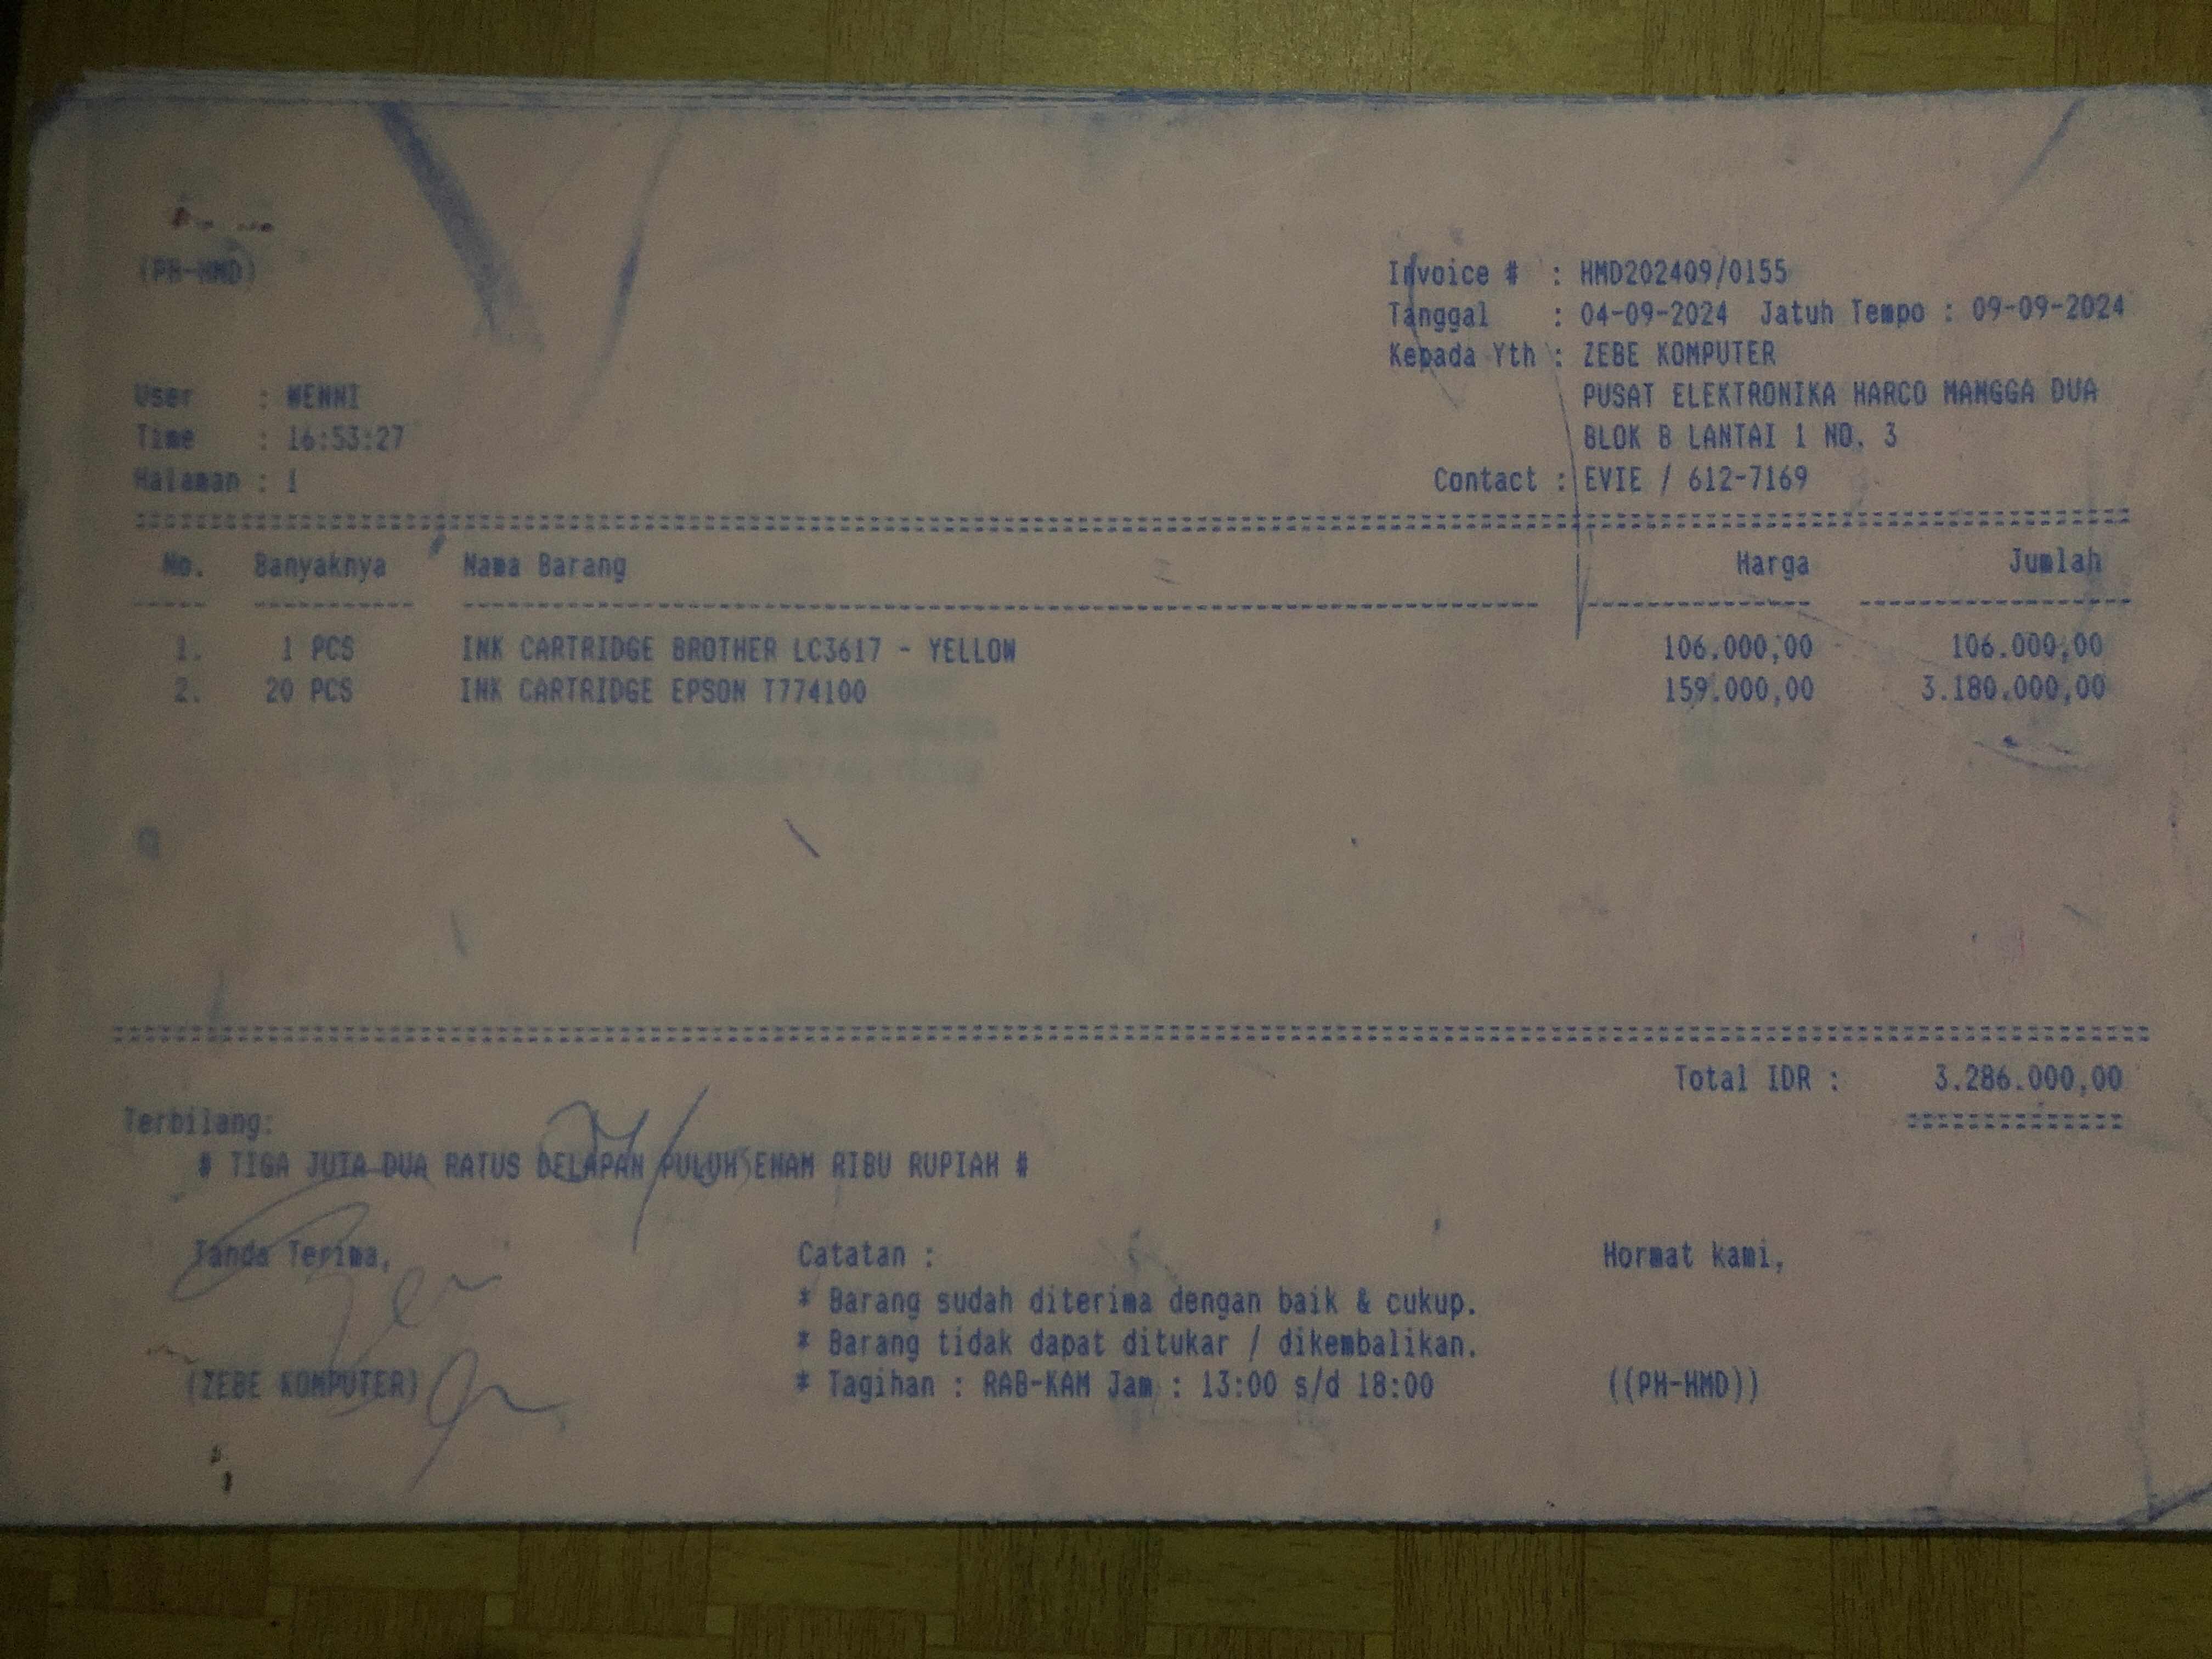 (PH-HMD)
Invoice # : HMD202409/0155
Tanggal : 04-09-2024 Jatuh Tempo : 09-09-2024
Kepada Yth : ZEBE KOMPUTER
PUSAT ELEKTRONIKA HARCO MANGGA DUA
BLOK B LANTAI 1 NO. 3
Contact : EVIE / 612-7169
User : WENNI
Time : 16:53:27
Halaman : 1
No. Banyaknya Nama Barang Harga Jumlah
1. 1 PCS INK CARTRIDGE BROTHER LC3617 - YELLOW 106.000,00 106.000,00
2. 20 PCS INK CARTRIDGE EPSON T774100 159.000,00 3.180.000,00
Total IDR : 3.286.000,00
Terbilang:
# TIGA JUTA DUA RATUS DELAPAN PULUH ENAM RIBU RUPIAH #
Tanda Terima,
(ZEBE KOMPUTER)
Catatan :
* Barang sudah diterima dengan baik & cukup.
* Barang tidak dapat ditukar / dikembalikan.
* Tagihan : RAB-KAM Jam : 13:00 s/d 18:00
Hormat kami,
((PH-HMD))